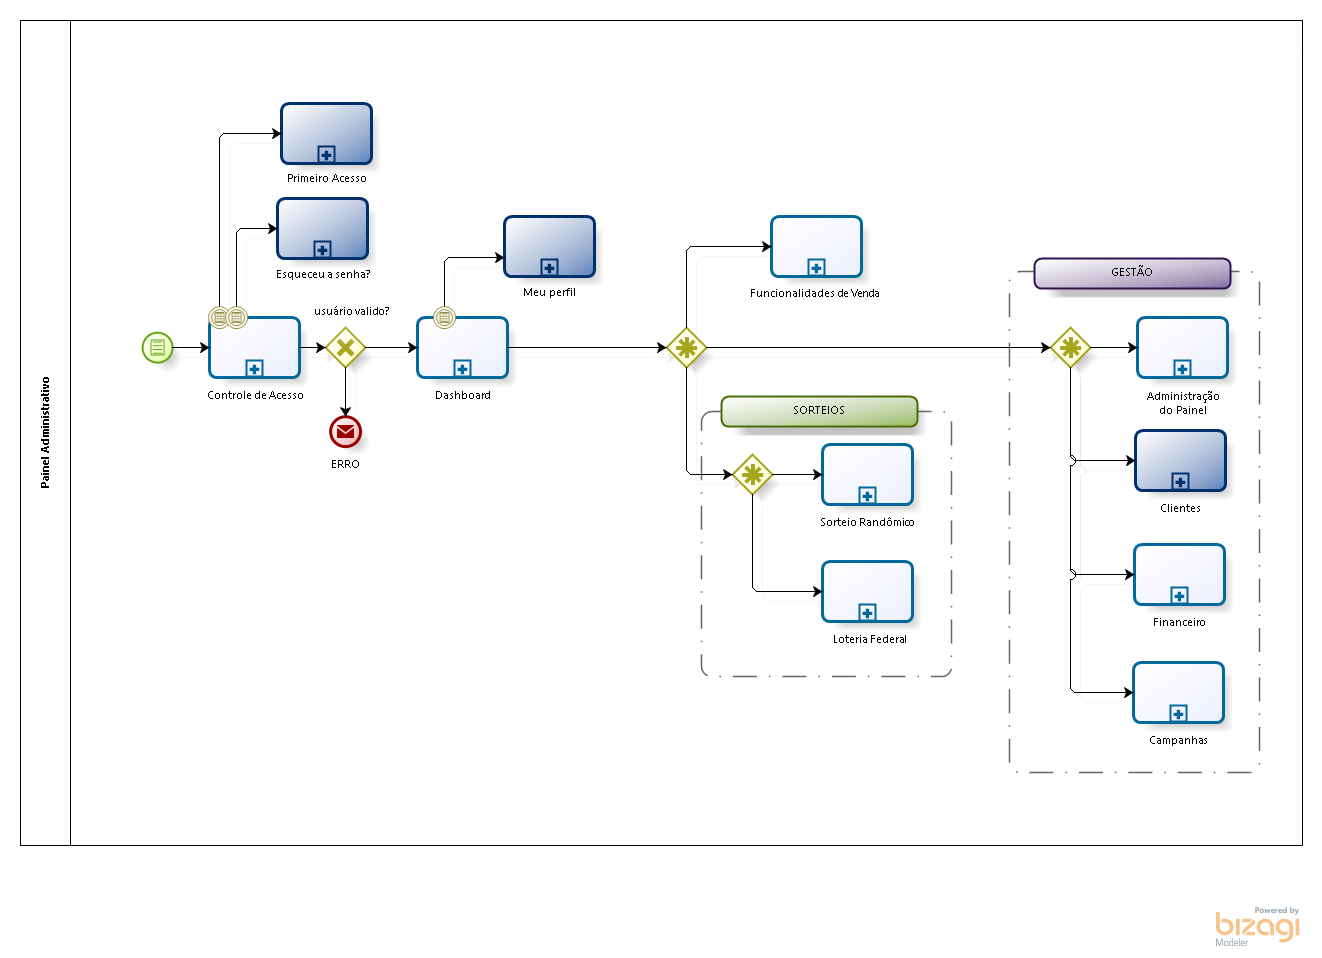 Painel Administrativo
Primeiro Acesso
Esqueceu a senha?
usuário valido?
Controle de Acesso
ERRO
Meu perfil
Dashboard
Funcionalidades de Venda
SORTEIOS
Sorteio Randômico
Loteria Federal
GESTÃO
Administração
do Painel
Clientes
Financeiro
Campanhas
Powered by
bizagi
Modeler